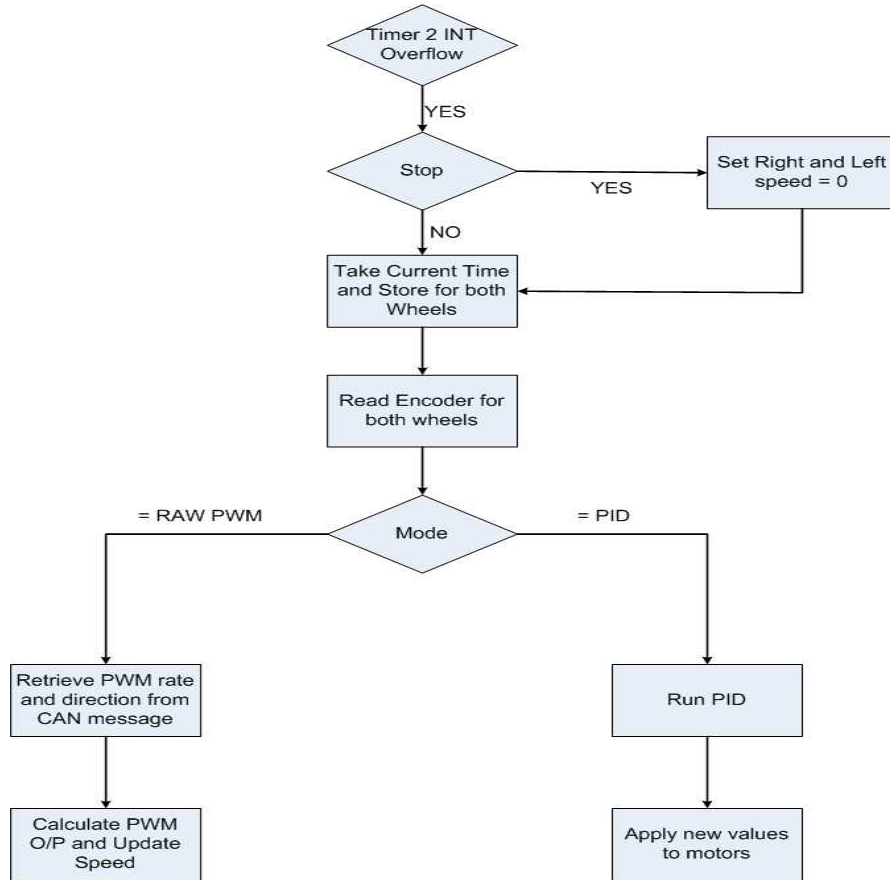 Timer 2 INT
Overflow
YES
Stop
YES
Set Right and Left
speed = 0
NO
Take Current Time
and Store for both
Wheels
Read Encoder for
both wheels
= RAW PWM
Mode
= PID
Retrieve PWM rate
and direction from
CAN message
Run PID
Calculate PWM
O/P and Update
Speed
Apply new values
to motors